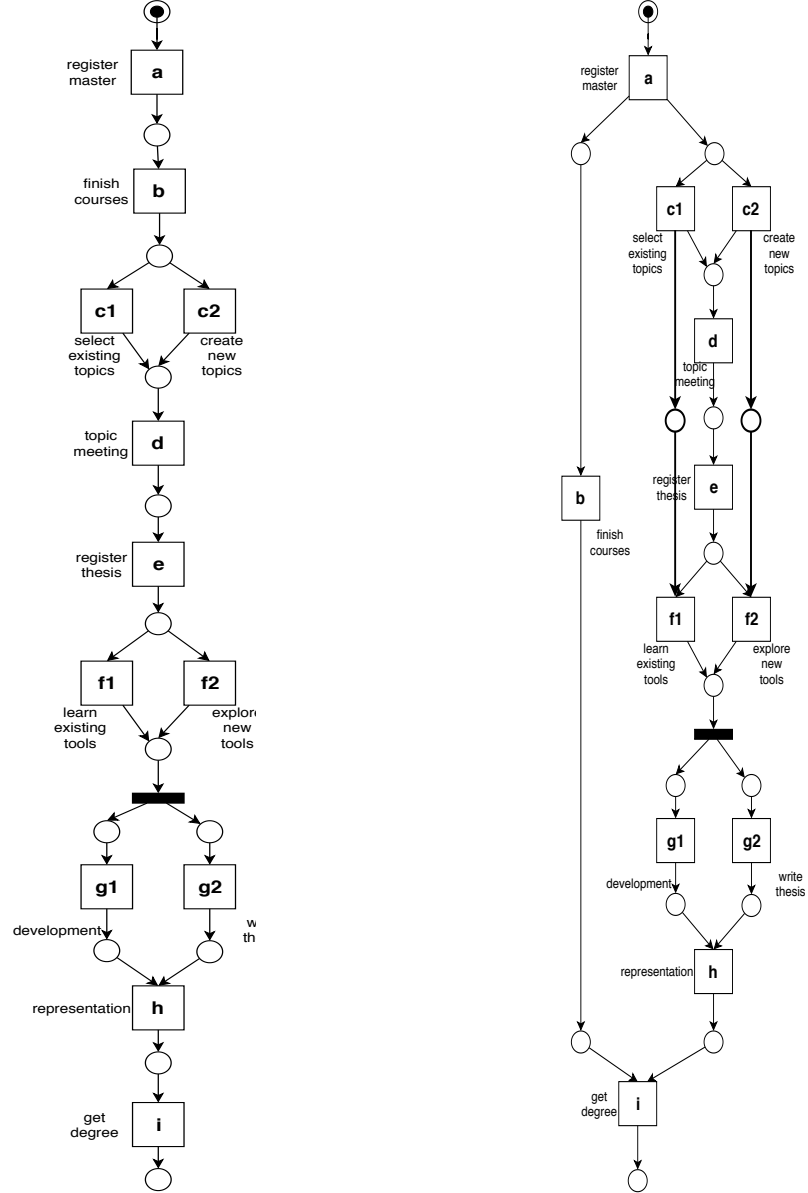 a
register
master
b
finish
courses
c1
c2
select
existing
topics
create
new
topics
d
topic
meeting
e
register
thesis
f1
f2
learn
existing
tools
explore
new
tools
g1
g2
development
h
representation
i
get
degree
a
register
master
c1
c2
select
existing
topics
create
new
topics
d
topic
meeting
b
finish
courses
e
register
thesis
f1
f2
learn
existing
tools
explore
new
tools
g1
g2
development
write
thesis
h
representation
i
get
degree